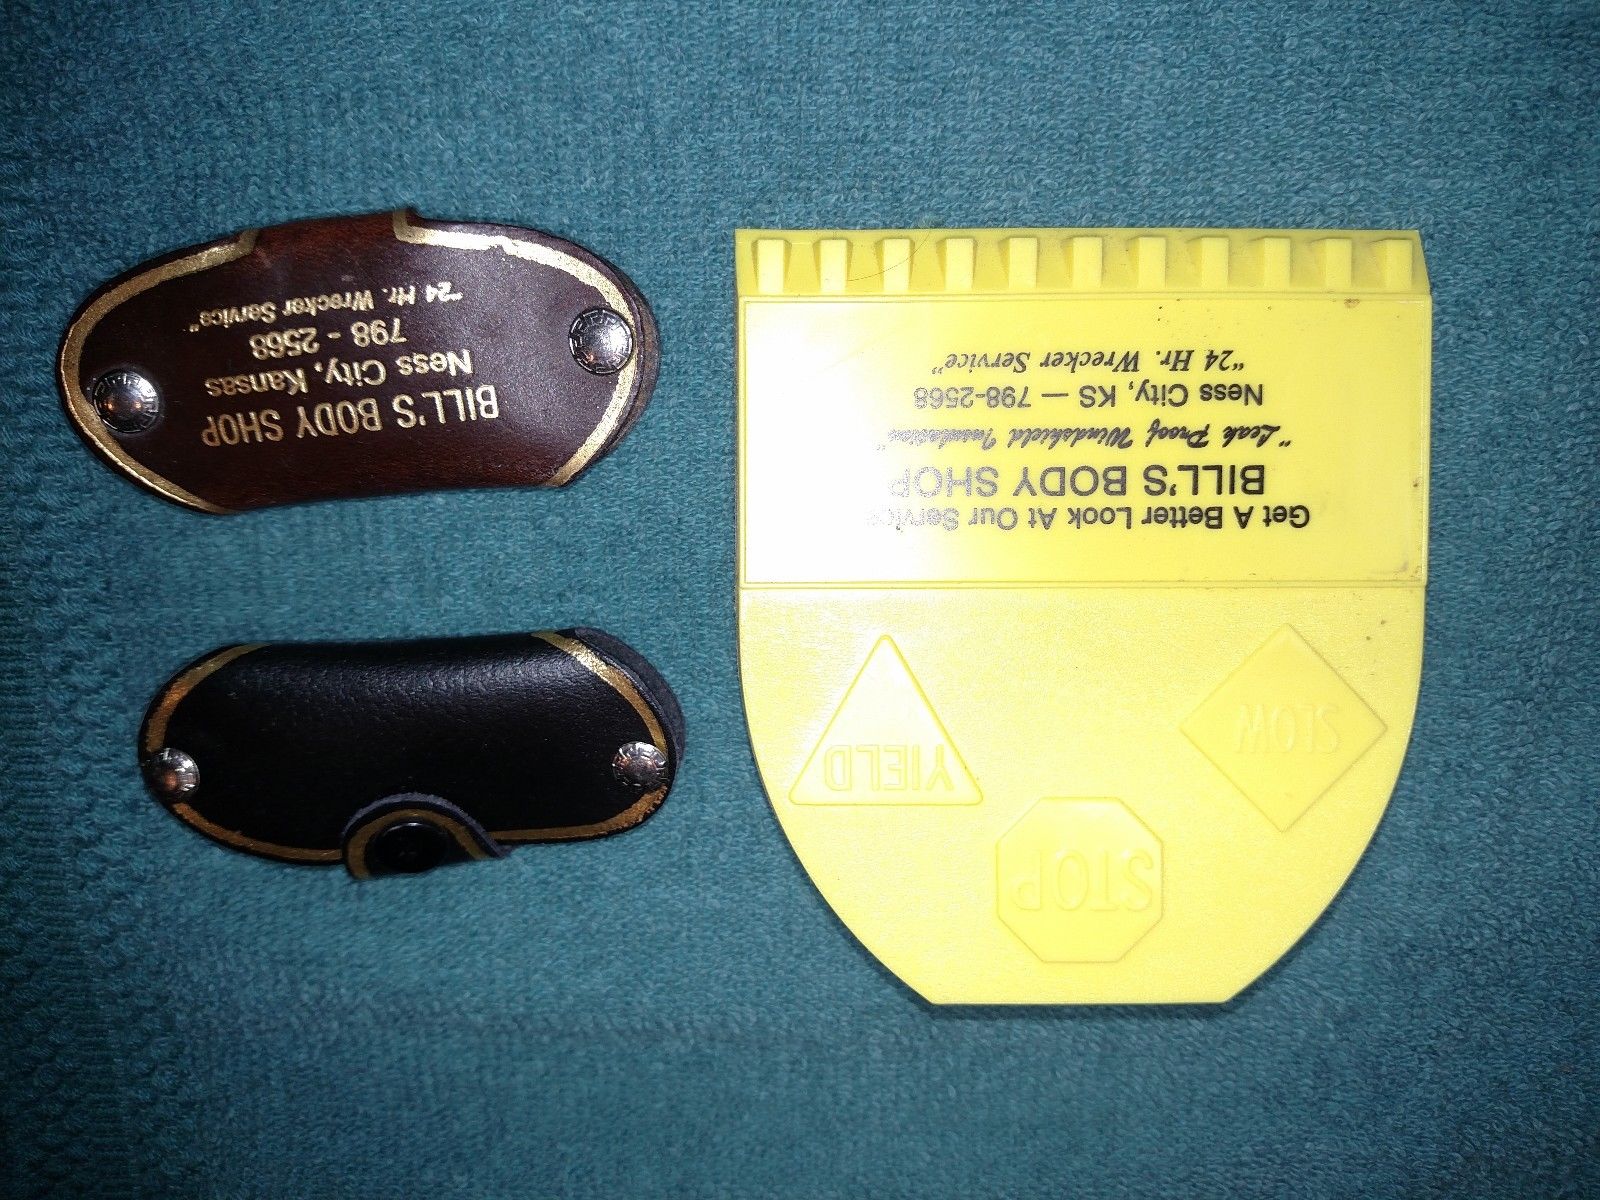 BILL'S BODY SHOP
Ness City, Kansas
798 - 2568
"24 Hr. Wrecker Service"
Get A Better Look At Our Service
BILL'S BODY SHOP
"Leak Proof Windshield Insulation"
Ness City, KS — 798-2568
"24 Hr. Wrecker Service"
SLOW
YIELD
STOP